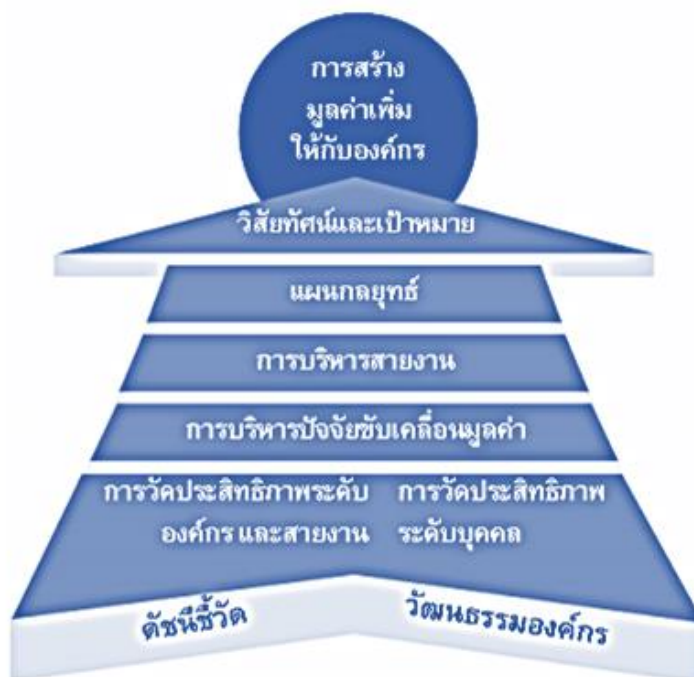 การสร้าง
มูลค่าเพิ่ม
ให้กับองค์กร
วิสัยทัศน์และเป้าหมาย
แผนกลยุทธ์
การบริหารสายงาน
การบริหารปัจจัยขับเคลื่อนมูลค่า
การวัดประสิทธิภาพระดับ
องค์กร และสายงาน
การวัดประสิทธิภาพ
ระดับบุคคล
ดัชนีชี้วัด
วัฒนธรรมองค์กร